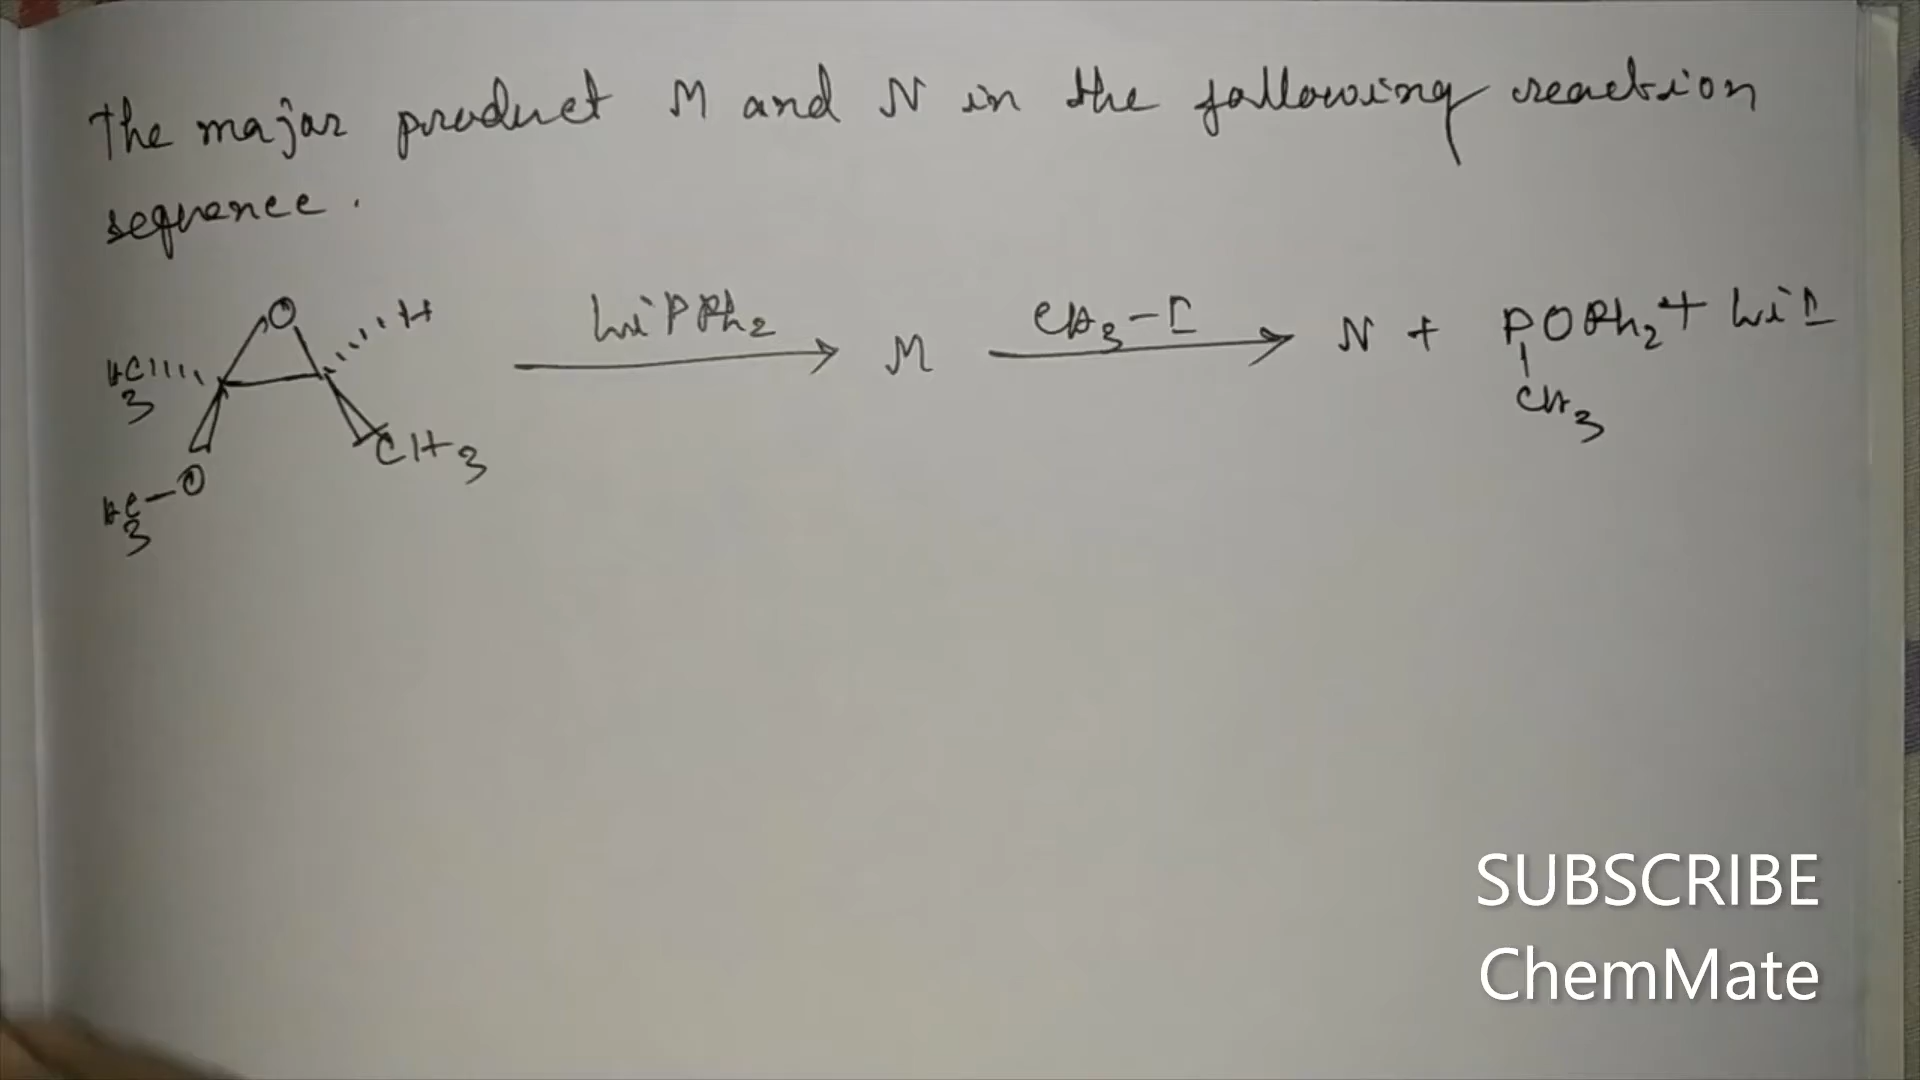 The major product M and N in the following reaction
sequence.
O
H
H3C
CH3
H3C-O
LiPPh2
M
CH3-I
N + POPh2 + LiI
CH3
SUBSCRIBE
ChemMate